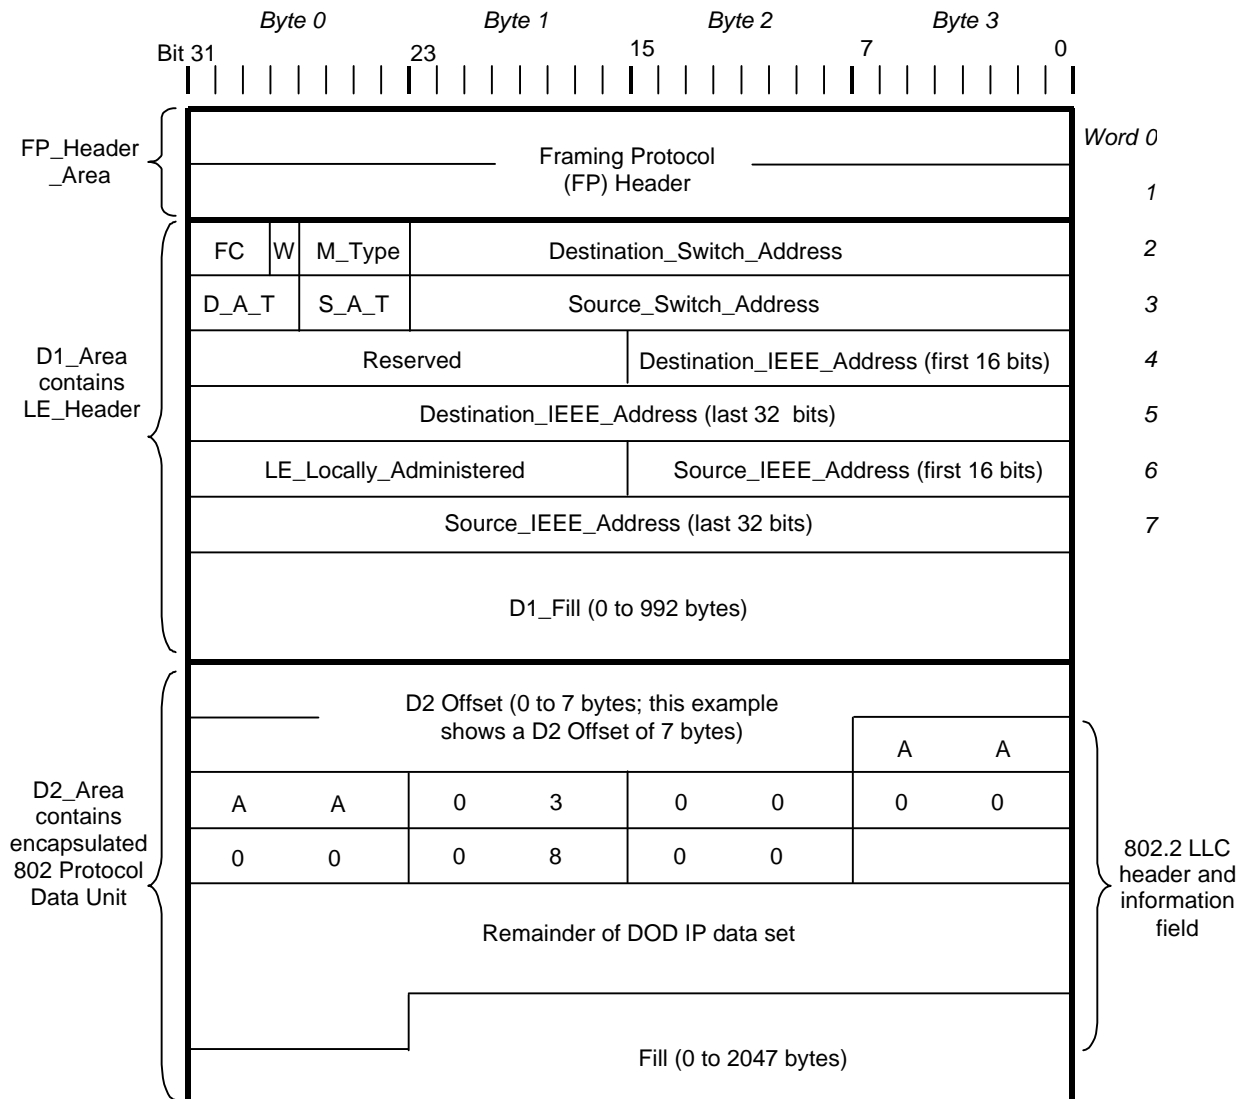 Byte 0 Byte 1 Byte 2 Byte 3
Bit 31 23 15 7 0
FP_Header
_Area
Framing Protocol
(FP) Header
Word 0
1
D1_Area
contains
LE_Header
FC W M_Type Destination_Switch_Address 2
D_A_T S_A_T Source_Switch_Address 3
Reserved Destination_IEEE_Address (first 16 bits) 4
Destination_IEEE_Address (last 32 bits) 5
LE_Locally_Administered Source_IEEE_Address (first 16 bits) 6
Source_IEEE_Address (last 32 bits) 7
D1_Fill (0 to 992 bytes)
D2_Area
contains
encapsulated
802 Protocol
Data Unit
D2 Offset (0 to 7 bytes; this example
shows a D2 Offset of 7 bytes)
A A
A A 0 3 0 0 0 0
0 0 0 8 0 0
802.2 LLC
header and
information
field
Remainder of DOD IP data set
Fill (0 to 2047 bytes)